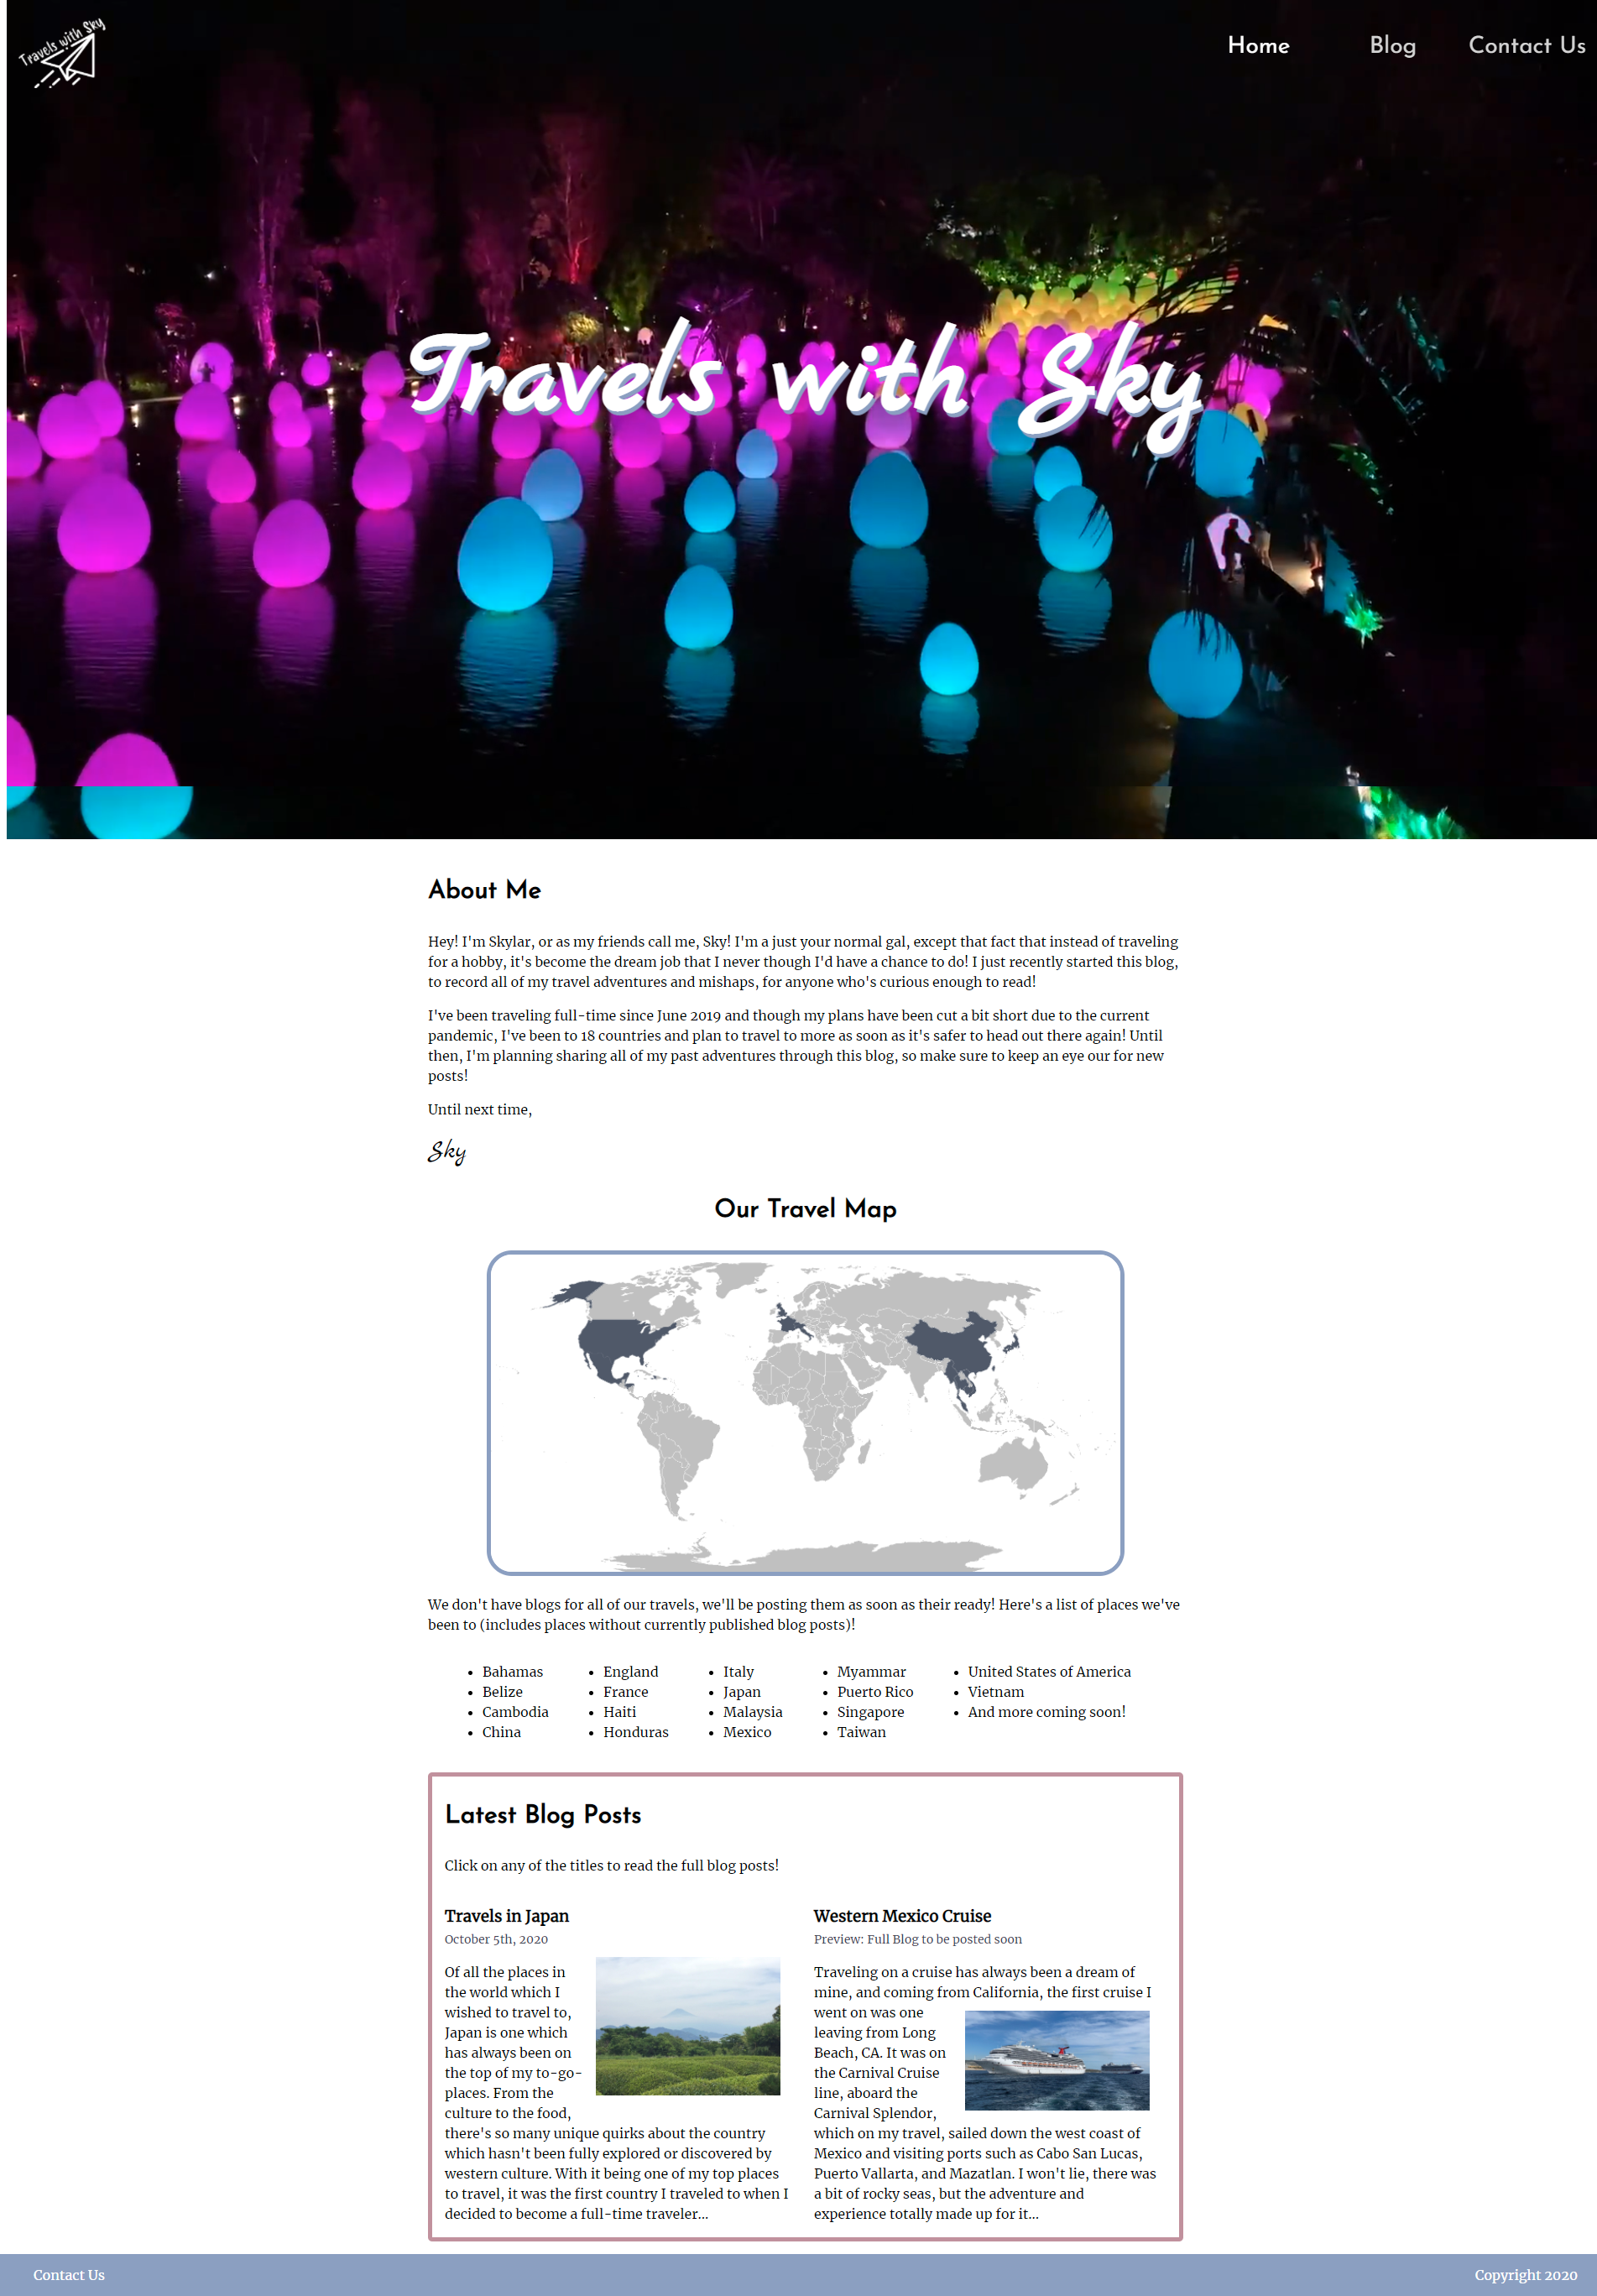 Travels with Sky
Home Blog Contact Us
Travels with Sky
About Me
Hey! I'm Skylar, or as my friends call me, Sky! I'm a just your normal gal, except that fact that instead of traveling
for a hobby, it's become the dream job that I never though I'd have a chance to do! I just recently started this blog,
to record all of my travel adventures and mishaps, for anyone who's curious enough to read!
I've been traveling full-time since June 2019 and though my plans have been cut a bit short due to the current
pandemic, I've been to 18 countries and plan to travel to more as soon as it's safer to head out there again! Until
then, I'm planning sharing all of my past adventures through this blog, so make sure to keep an eye our for new
posts!
Until next time,
Sky
Our Travel Map
We don't have blogs for all of our travels, we'll be posting them as soon as their ready! Here's a list of places we've
been to (includes places without currently published blog posts)!
• Bahamas
• Belize
• Cambodia
• China
• England
• France
• Haiti
• Honduras
• Italy
• Japan
• Malaysia
• Mexico
• Myammar
• Puerto Rico
• Singapore
• Taiwan
• United States of America
• Vietnam
• And more coming soon!
Latest Blog Posts
Click on any of the titles to read the full blog posts!
Travels in Japan
October 5th, 2020
Of all the places in
the world which I
wished to travel to,
Japan is one which
has always been on
the top of my to-go-
places. From the
culture to the food,
there's so many unique quirks about the country
which hasn't been fully explored or discovered by
western culture. With it being one of my top places
to travel, it was the first country I traveled to when I
decided to become a full-time traveler...
Western Mexico Cruise
Preview: Full Blog to be posted soon
Traveling on a cruise has always been a dream of
mine, and coming from California, the first cruise I
went on was one
leaving from Long
Beach, CA. It was on
the Carnival Cruise
line, aboard the
Carnival Splendor,
which on my travel, sailed down the west coast of
Mexico and visiting ports such as Cabo San Lucas,
Puerto Vallarta, and Mazatlan. I won't lie, there was
a bit of rocky seas, but the adventure and
experience totally made up for it...
Contact Us
Copyright 2020